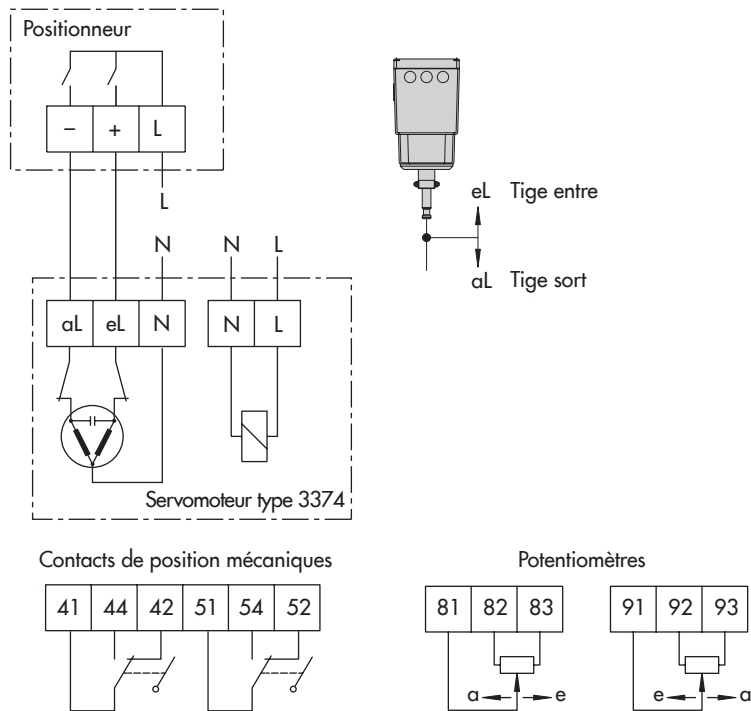 Positionneur
– + L
L
eL Tige entre
N N L
aL Tige sort
aL eL N N L
Servomoteur type 3374
Contacts de position mécaniques
Potentiomètres
41 44 42 51 54 52
81 82 83
91 92 93
a e
e a